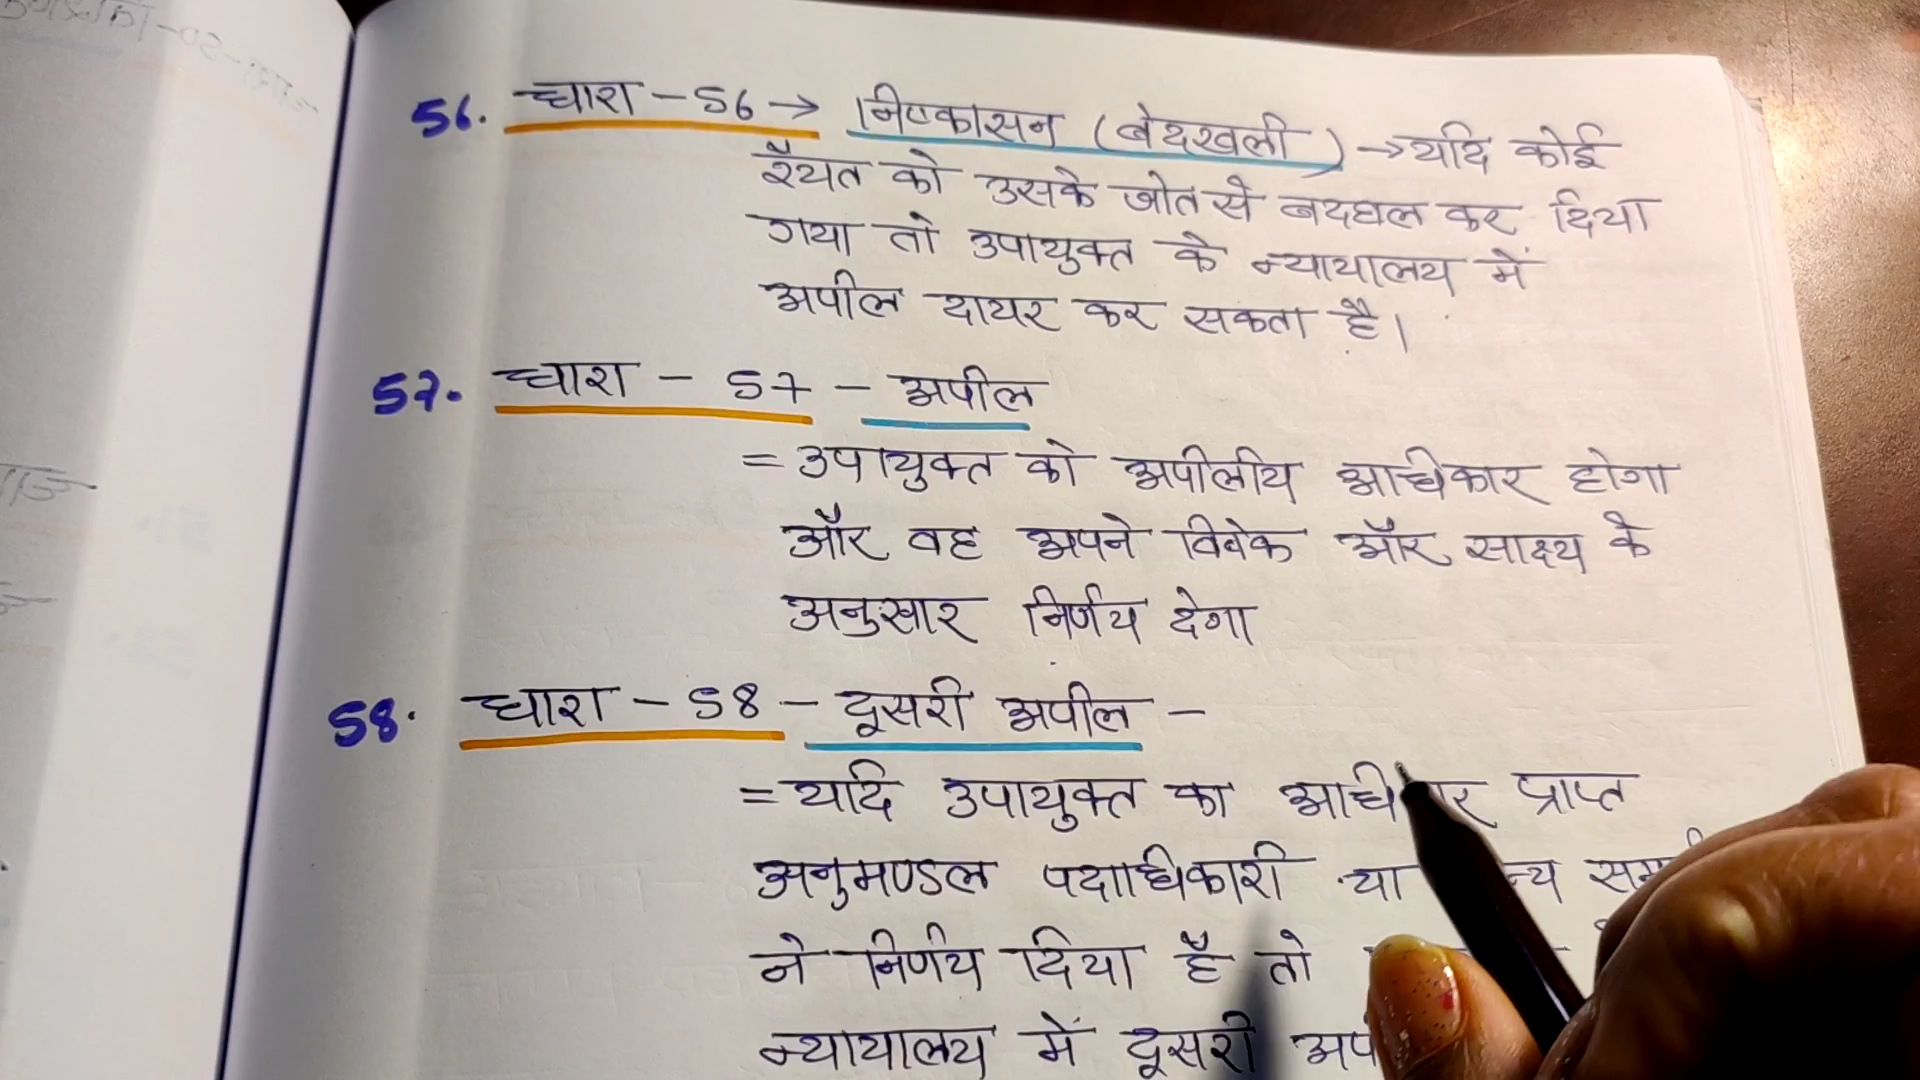 56. धारा - 56 → निष्कासन (बेदखली) → यदि कोई
रैयत को उसके जोत से बदखल कर दिया
गया तो उपायुक्त के न्यायालय में
अपील दायर कर सकता है।
57. धारा - 57 - अपील
= उपायुक्त को अपीलीय अधिकार होगा
और वह अपने विवेक और साक्ष्य के
अनुसार निर्णय देगा
58. धारा - 58 - दूसरी अपील -
= यदि उपायुक्त का प्राप्त
अनुमण्डल पदाधिकारी या
ने निर्णय दिया है तो
न्यायालय में दूसरी